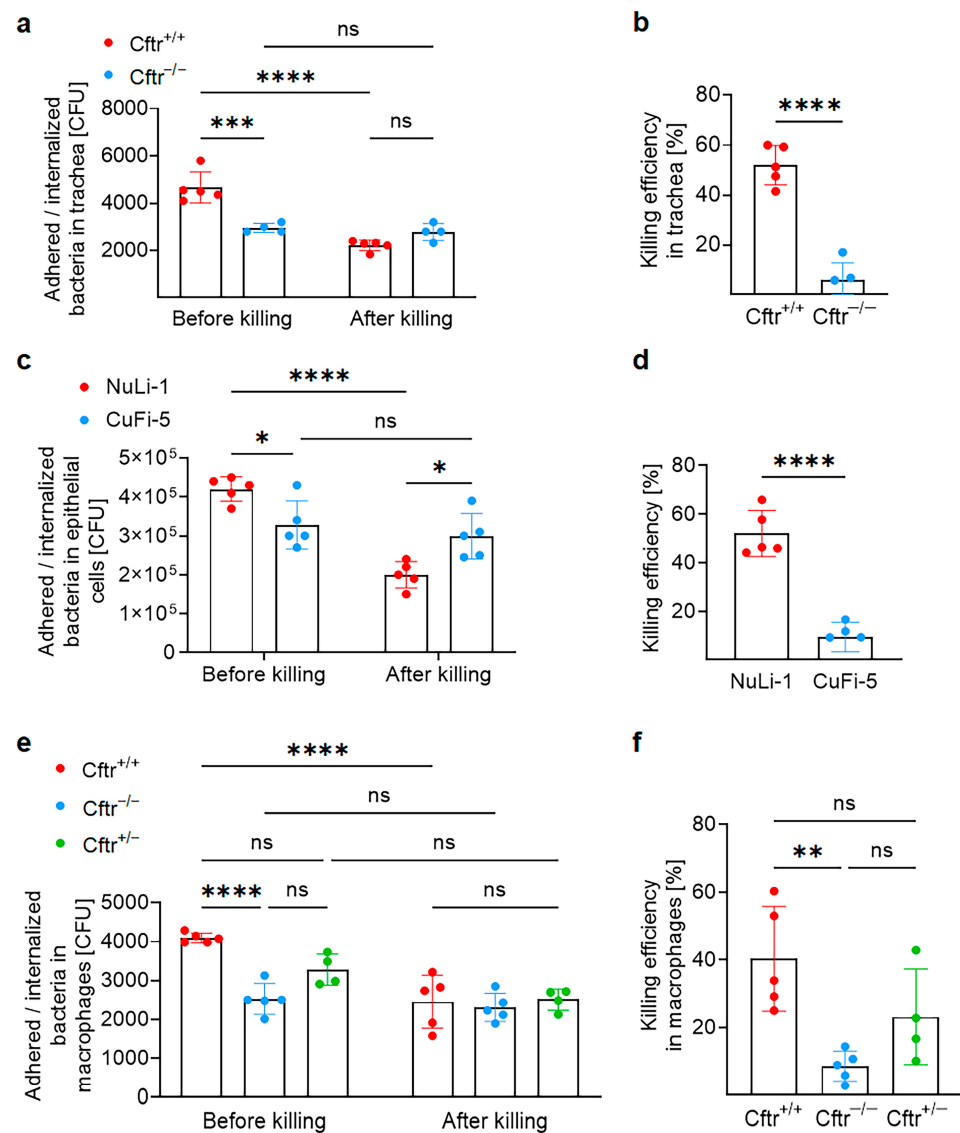 a
Cftr+/+
Cftr−/−
ns
****
***
ns
Adhered / internalized
bacteria in trachea [CFU]
8000
6000
4000
2000
Before killing
After killing
b
Killing efficiency
in trachea [%]
80
60
40
20
****
Cftr+/+
Cftr−/−
c
NuLi-1
CuFi-5
****
ns
*
*
Adhered / internalized
bacteria in epithelial
cells [CFU]
5×10⁵
4×10⁵
3×10⁵
2×10⁵
1×10⁵
0
Before killing
After killing
d
Killing efficiency [%]
80
60
40
20
****
NuLi-1
CuFi-5
e
Cftr+/+
Cftr−/−
Cftr+/−
****
ns
ns
ns
****
ns
ns
Adhered / internalized
bacteria in
macrophages [CFU]
5000
4000
3000
2000
1000
0
Before killing
After killing
f
Killing efficiency
in macrophages [%]
80
60
40
20
ns
**
ns
Cftr+/+
Cftr−/−
Cftr+/−